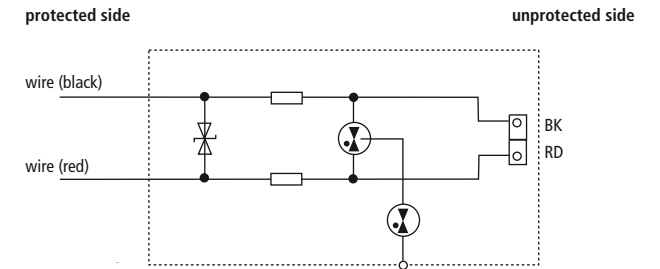 protected side
unprotected side
wire (black)
BK
RD
wire (red)